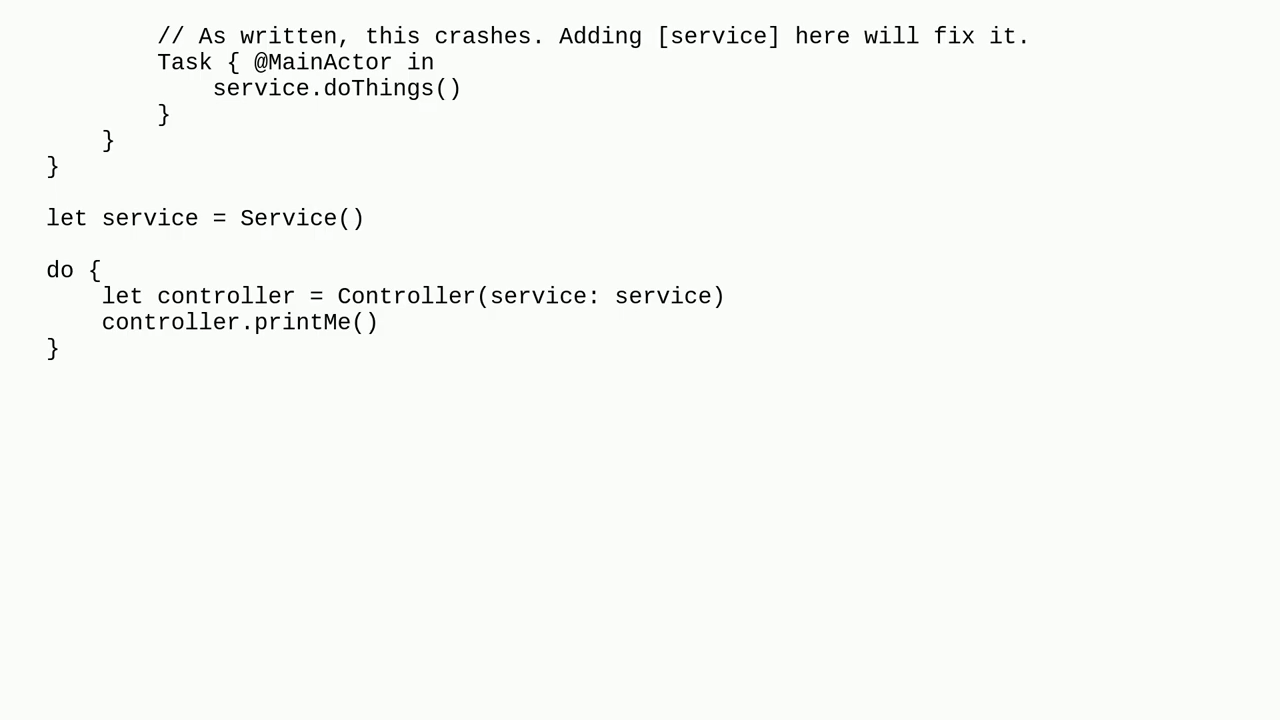 // As written, this crashes. Adding [service] here will fix it.
        Task { @MainActor in
            service.doThings()
        }
    }
}

let service = Service()

do {
    let controller = Controller(service: service)
    controller.printMe()
}